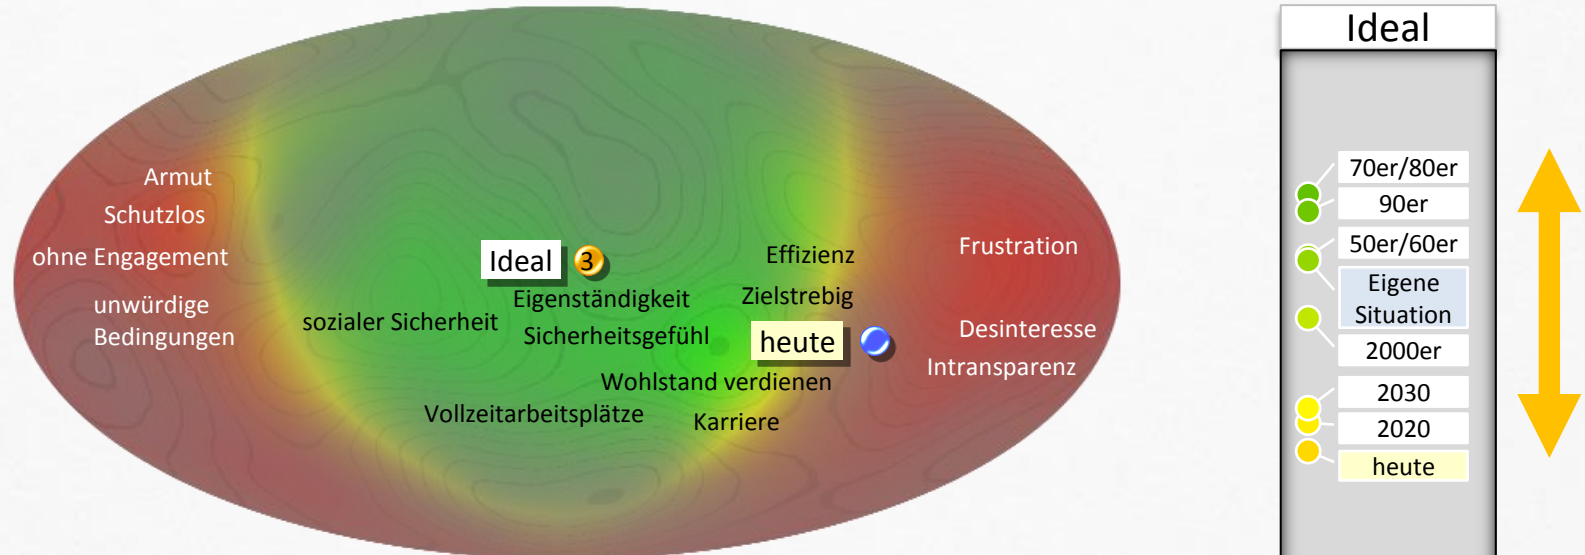 Armut
Schutzlos
ohne Engagement
unwürdige
Bedingungen
sozialer Sicherheit
Ideal
3
Eigenständigkeit
Sicherheitsgefühl
Effizienz
Zielstrebig
heute
Wohlstand verdienen
Vollzeitarbeitsplätze
Karriere
Frustration
Desinteresse
Intransparenz
Ideal
70er/80er
90er
50er/60er
Eigene
Situation
2000er
2030
2020
heute